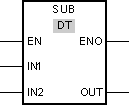 SUB
DT
EN ENO
IN1
IN2 OUT